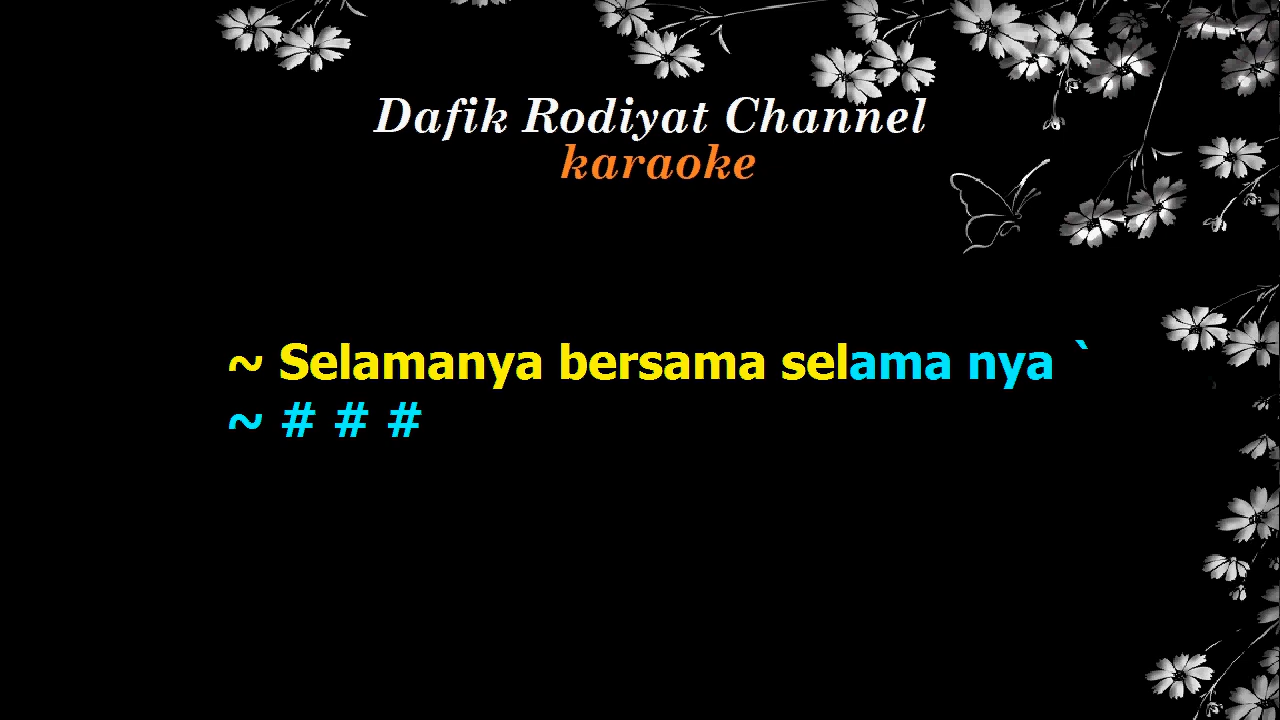 Dafik Rodiyat Channel
karaoke
~ Selamanya bersama selama nya `
~ # # #